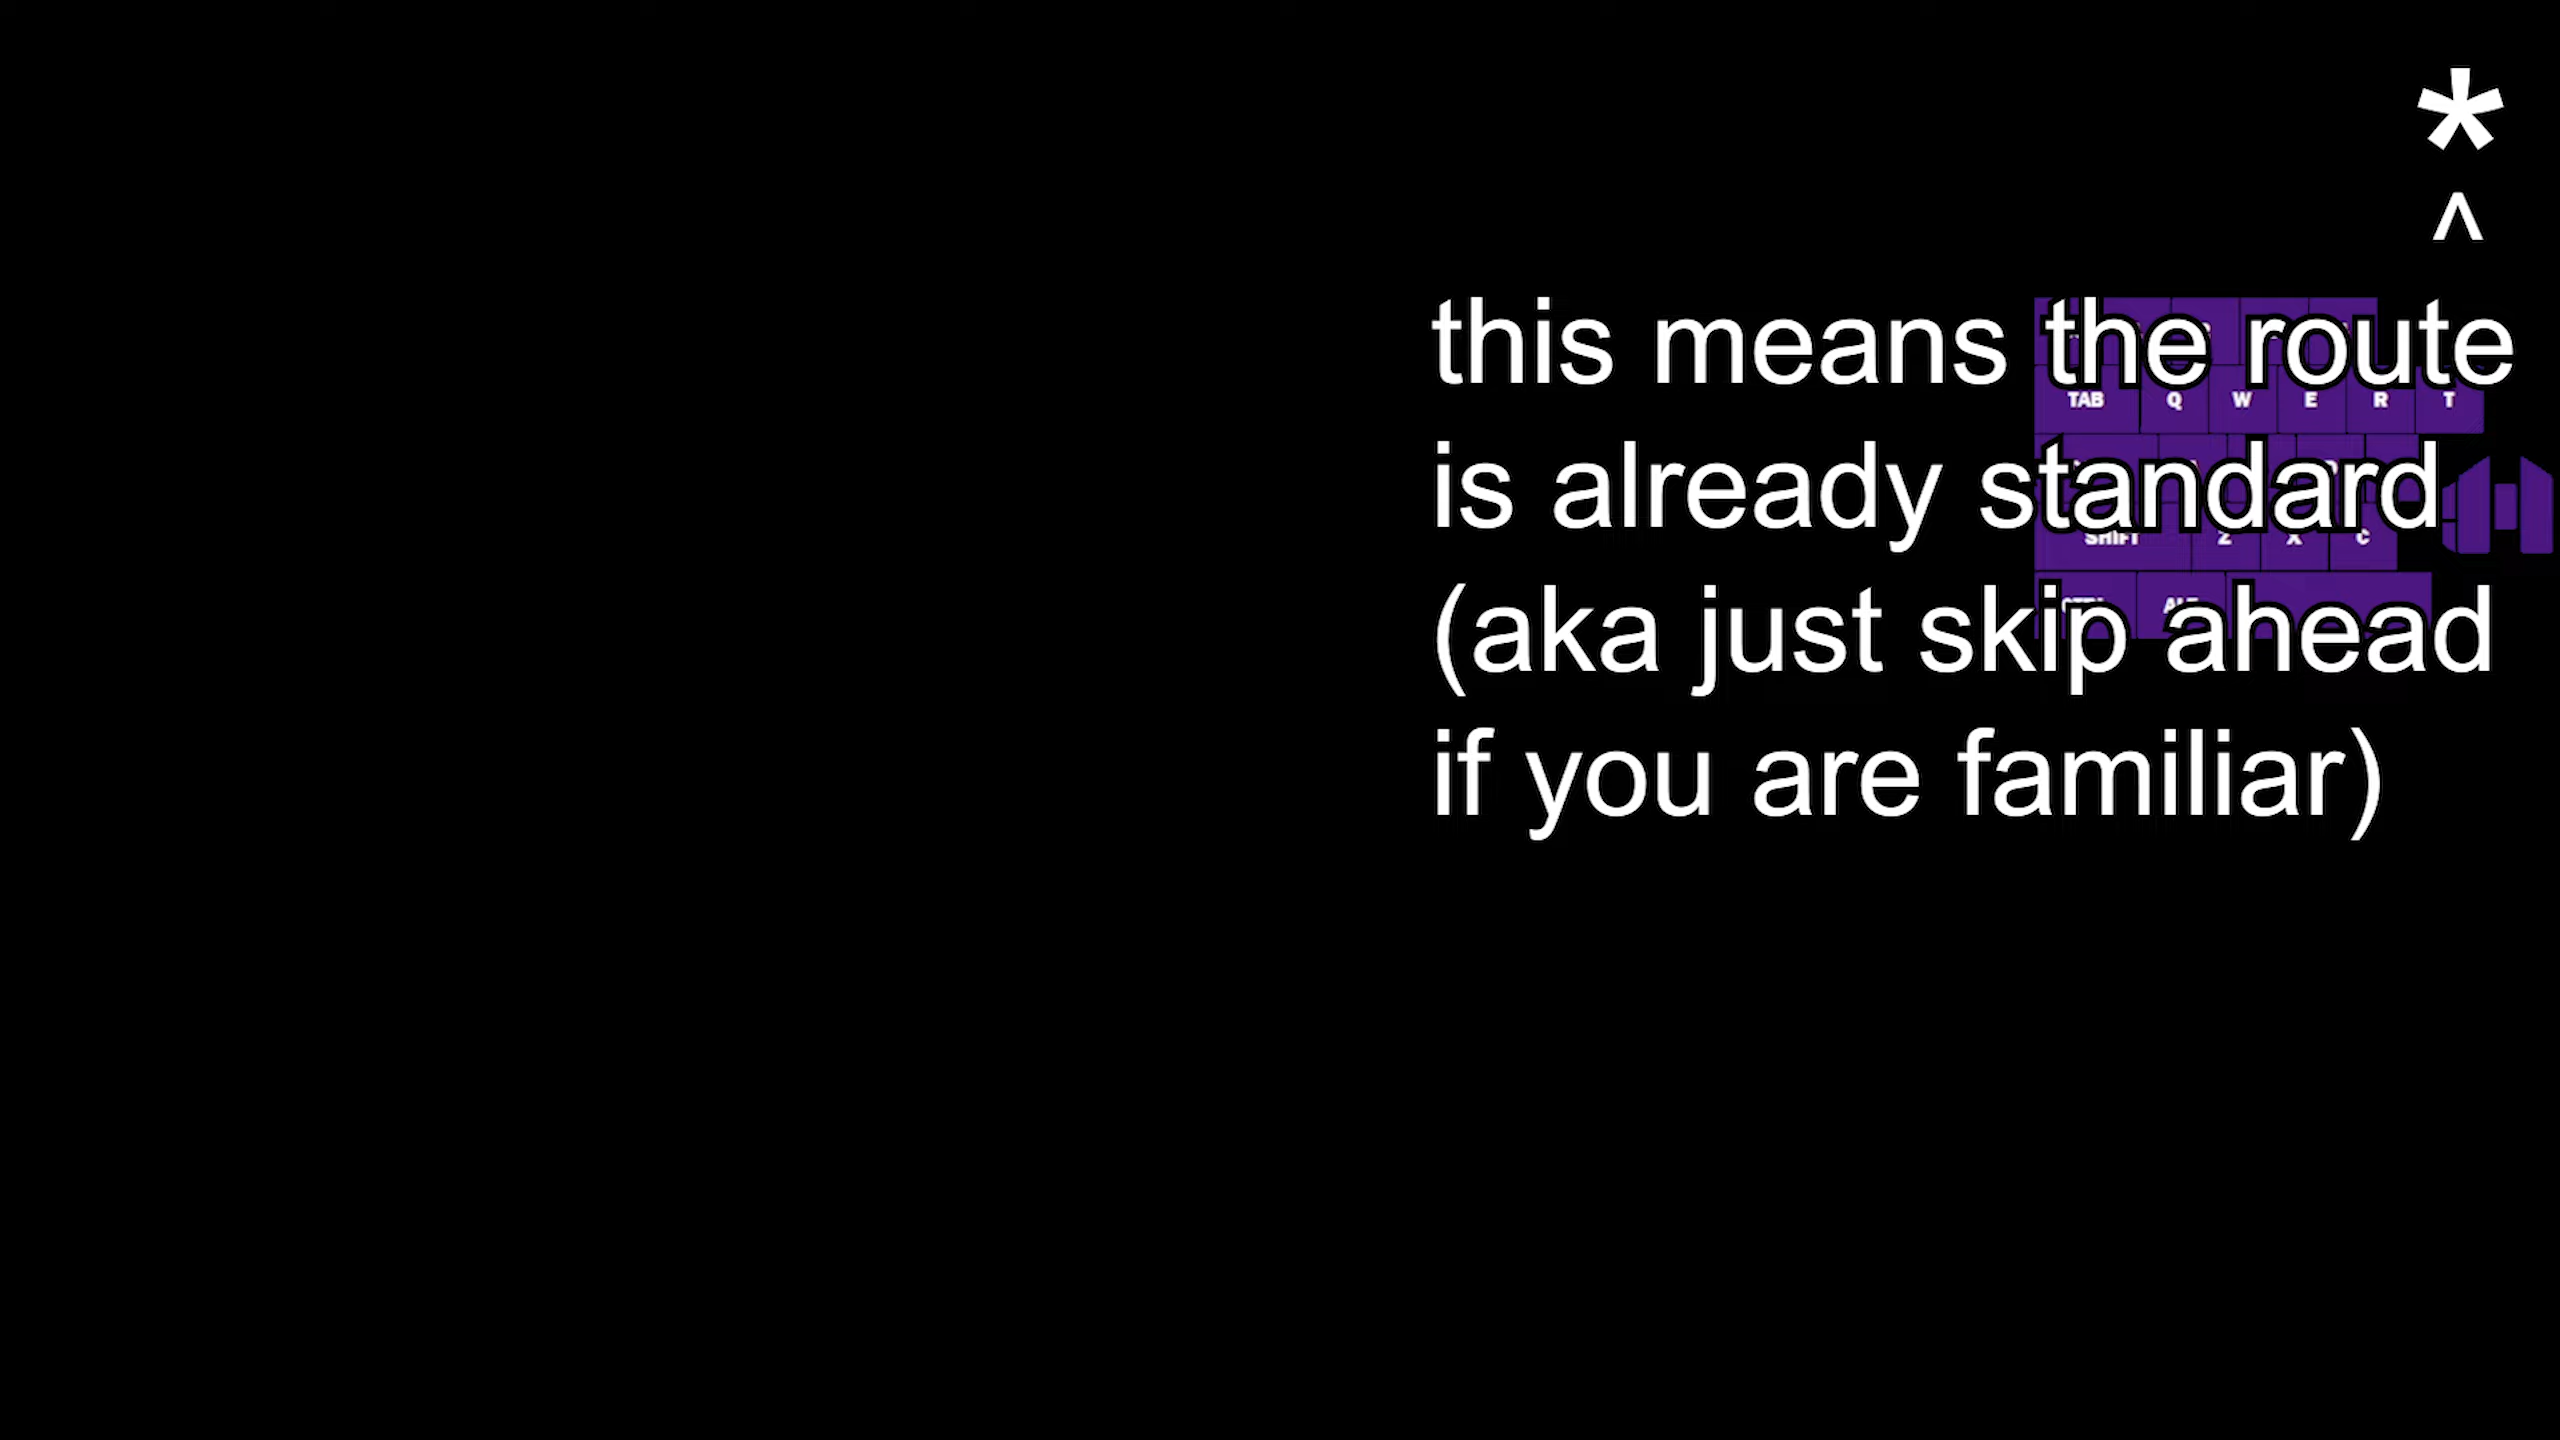 *
^
this means the route
TAB Q W E R T
is already standard
SHIFT Z X C
(aka just skip ahead
if you are familiar)